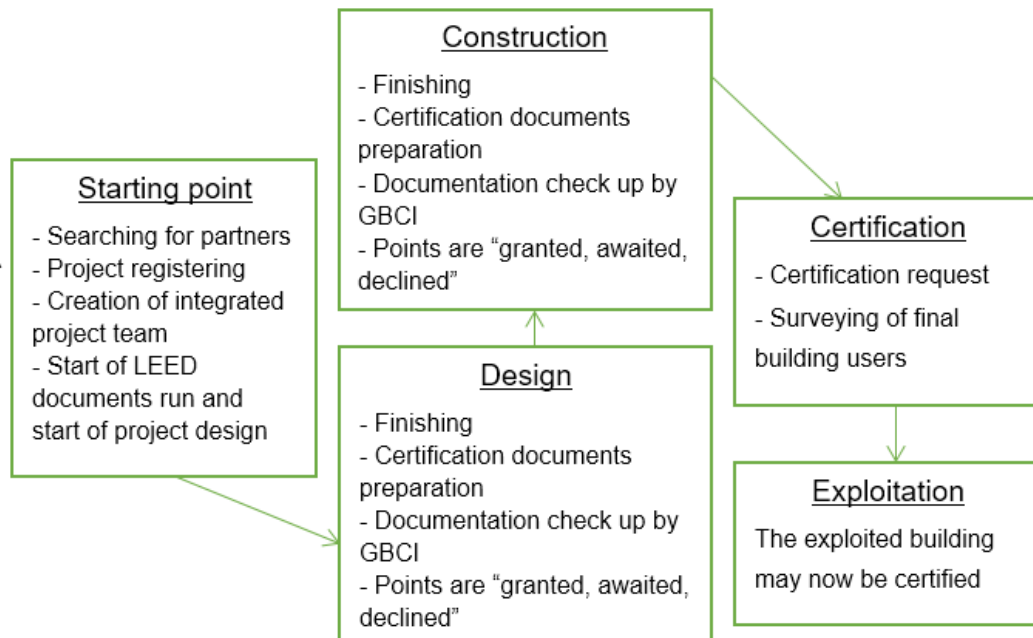 Starting point
- Searching for partners
- Project registering
- Creation of integrated
project team
- Start of LEED
documents run and
start of project design
Design
- Finishing
- Certification documents
preparation
- Documentation check up by
GBCI
- Points are “granted, awaited,
declined”
Construction
- Finishing
- Certification documents
preparation
- Documentation check up by
GBCI
- Points are “granted, awaited,
declined”
Certification
- Certification request
- Surveying of final
building users
Exploitation
The exploited building
may now be certified